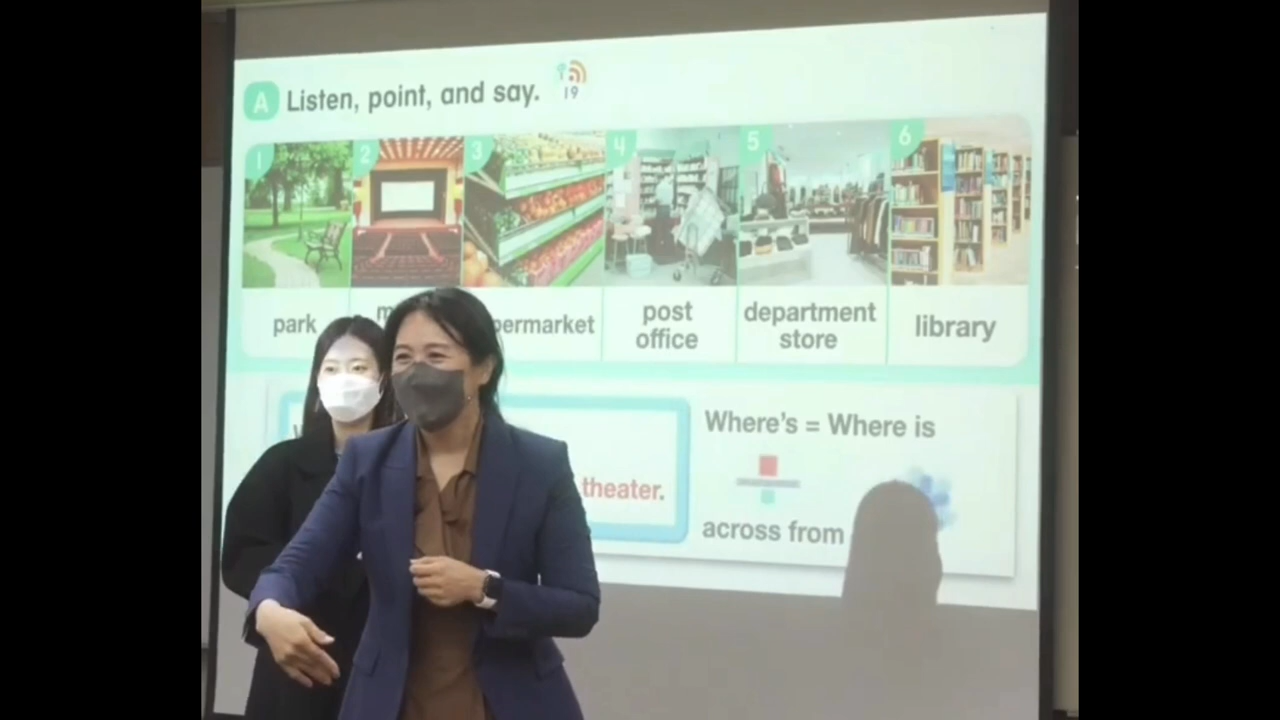 A Listen, point, and say.
19
1 2 3 4 5 6
park
permarket
post
office
department
store
library
Where's = Where is
theater.
across from